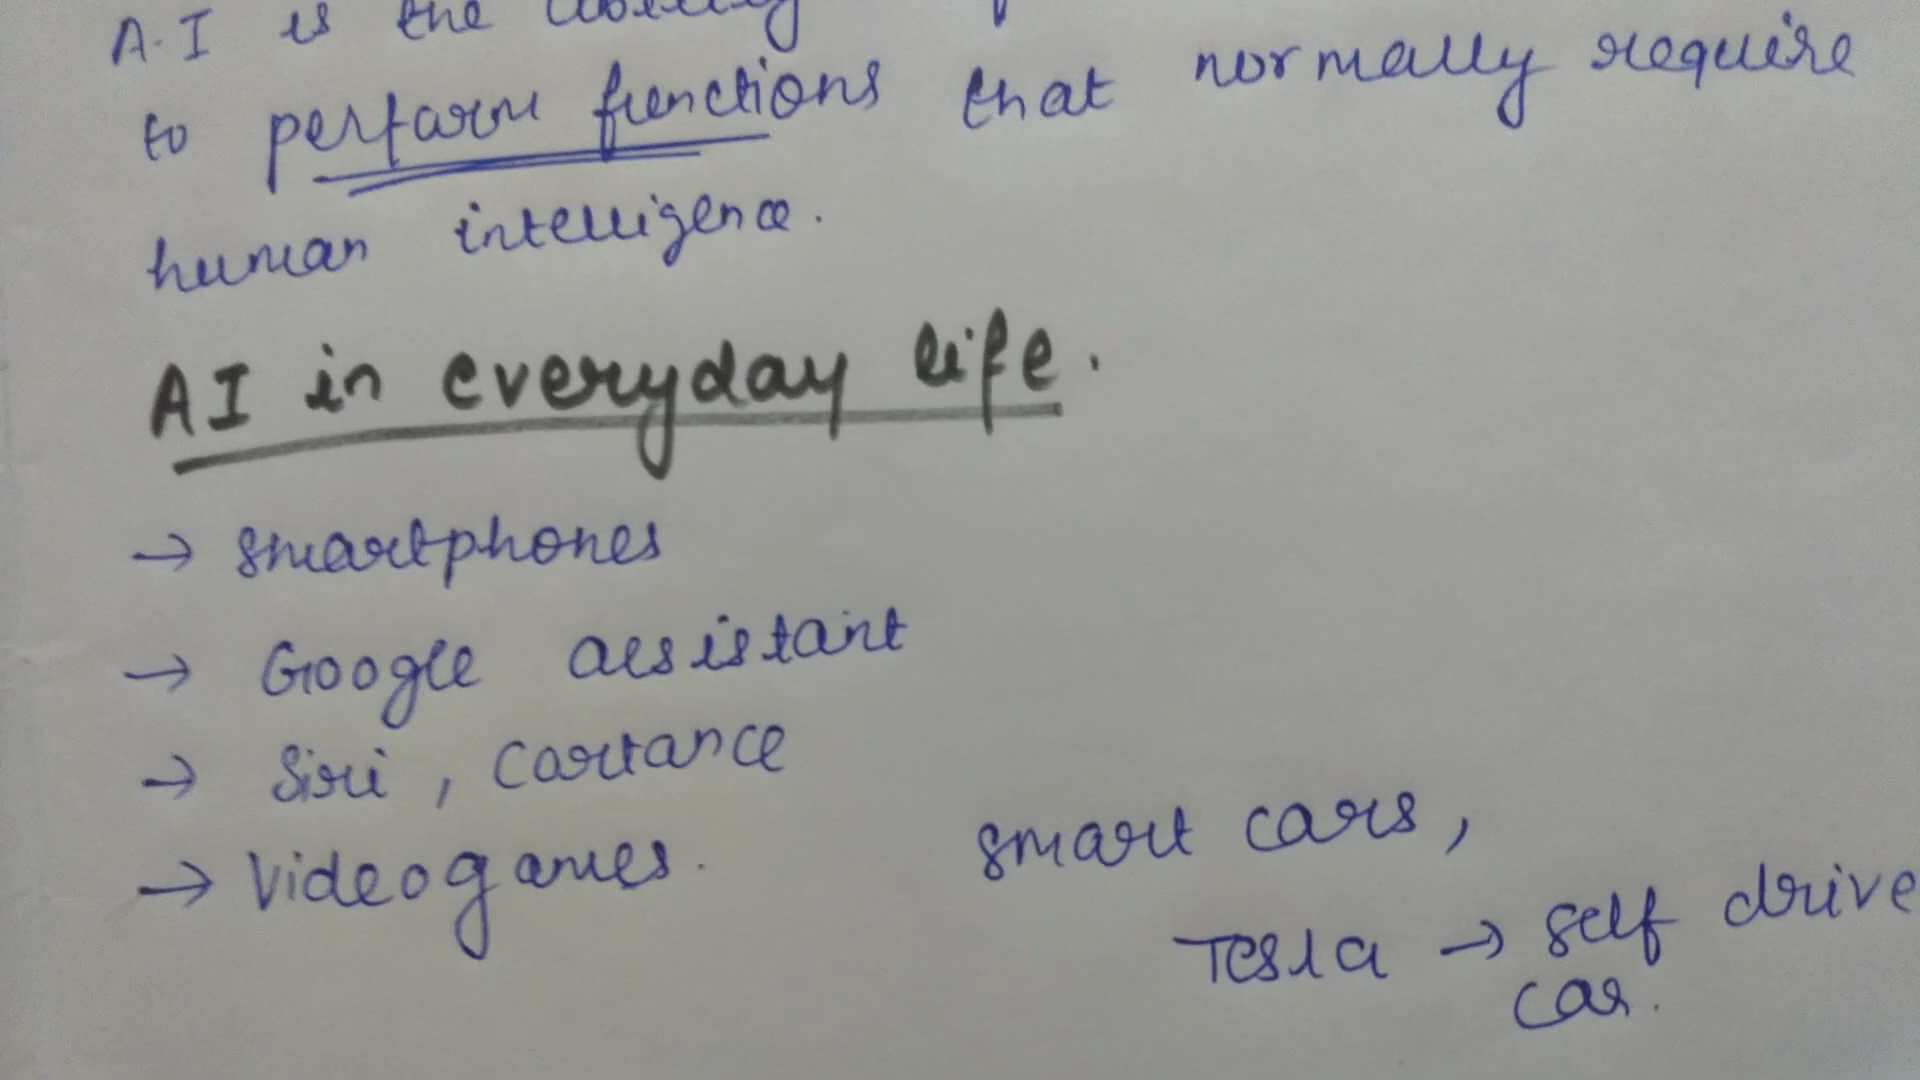 A.I is the ability
to perform functions that normally require
human intelligence.
AI in everyday life.
→ smartphones
→ Google assistant
→ Siri, Cortance
→ Videogames.
smart cars,
Tesla → self drive
car.